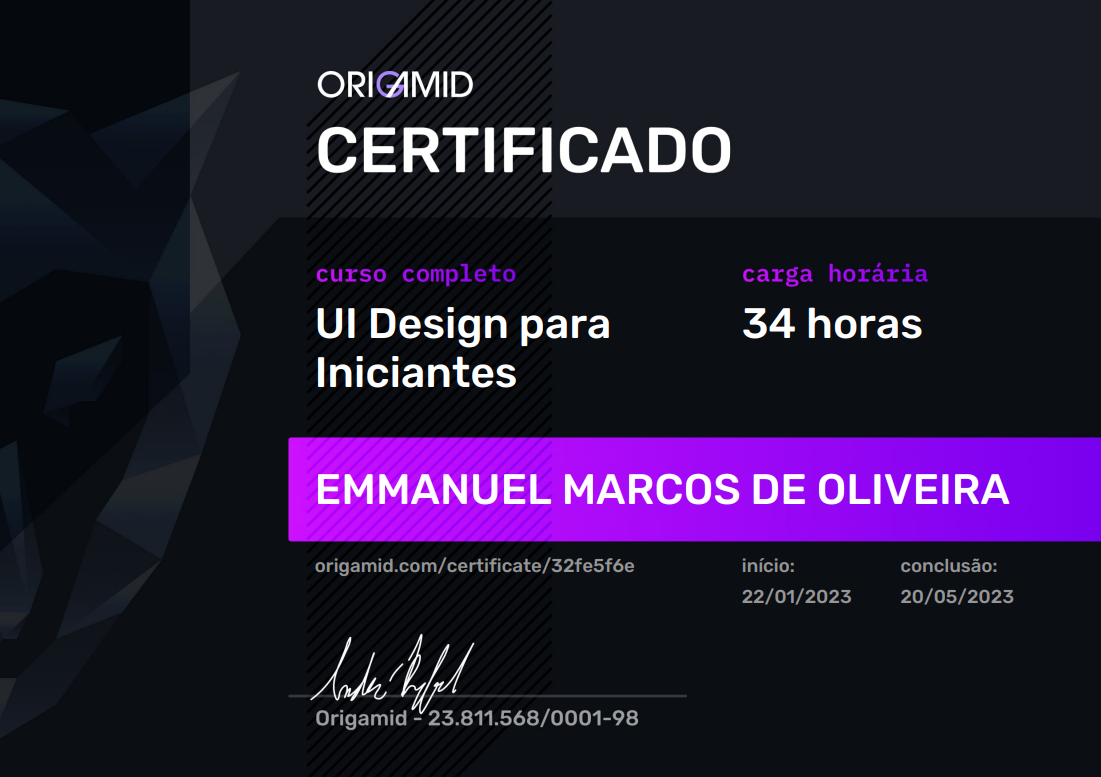 ORIGAMID
CERTIFICADO
curso completo
UI Design para
Iniciantes
carga horária
34 horas
EMMANUEL MARCOS DE OLIVEIRA
origamid.com/certificate/32fe5f6e
início:
22/01/2023
conclusão:
20/05/2023
Origamid - 23.811.568/0001-98